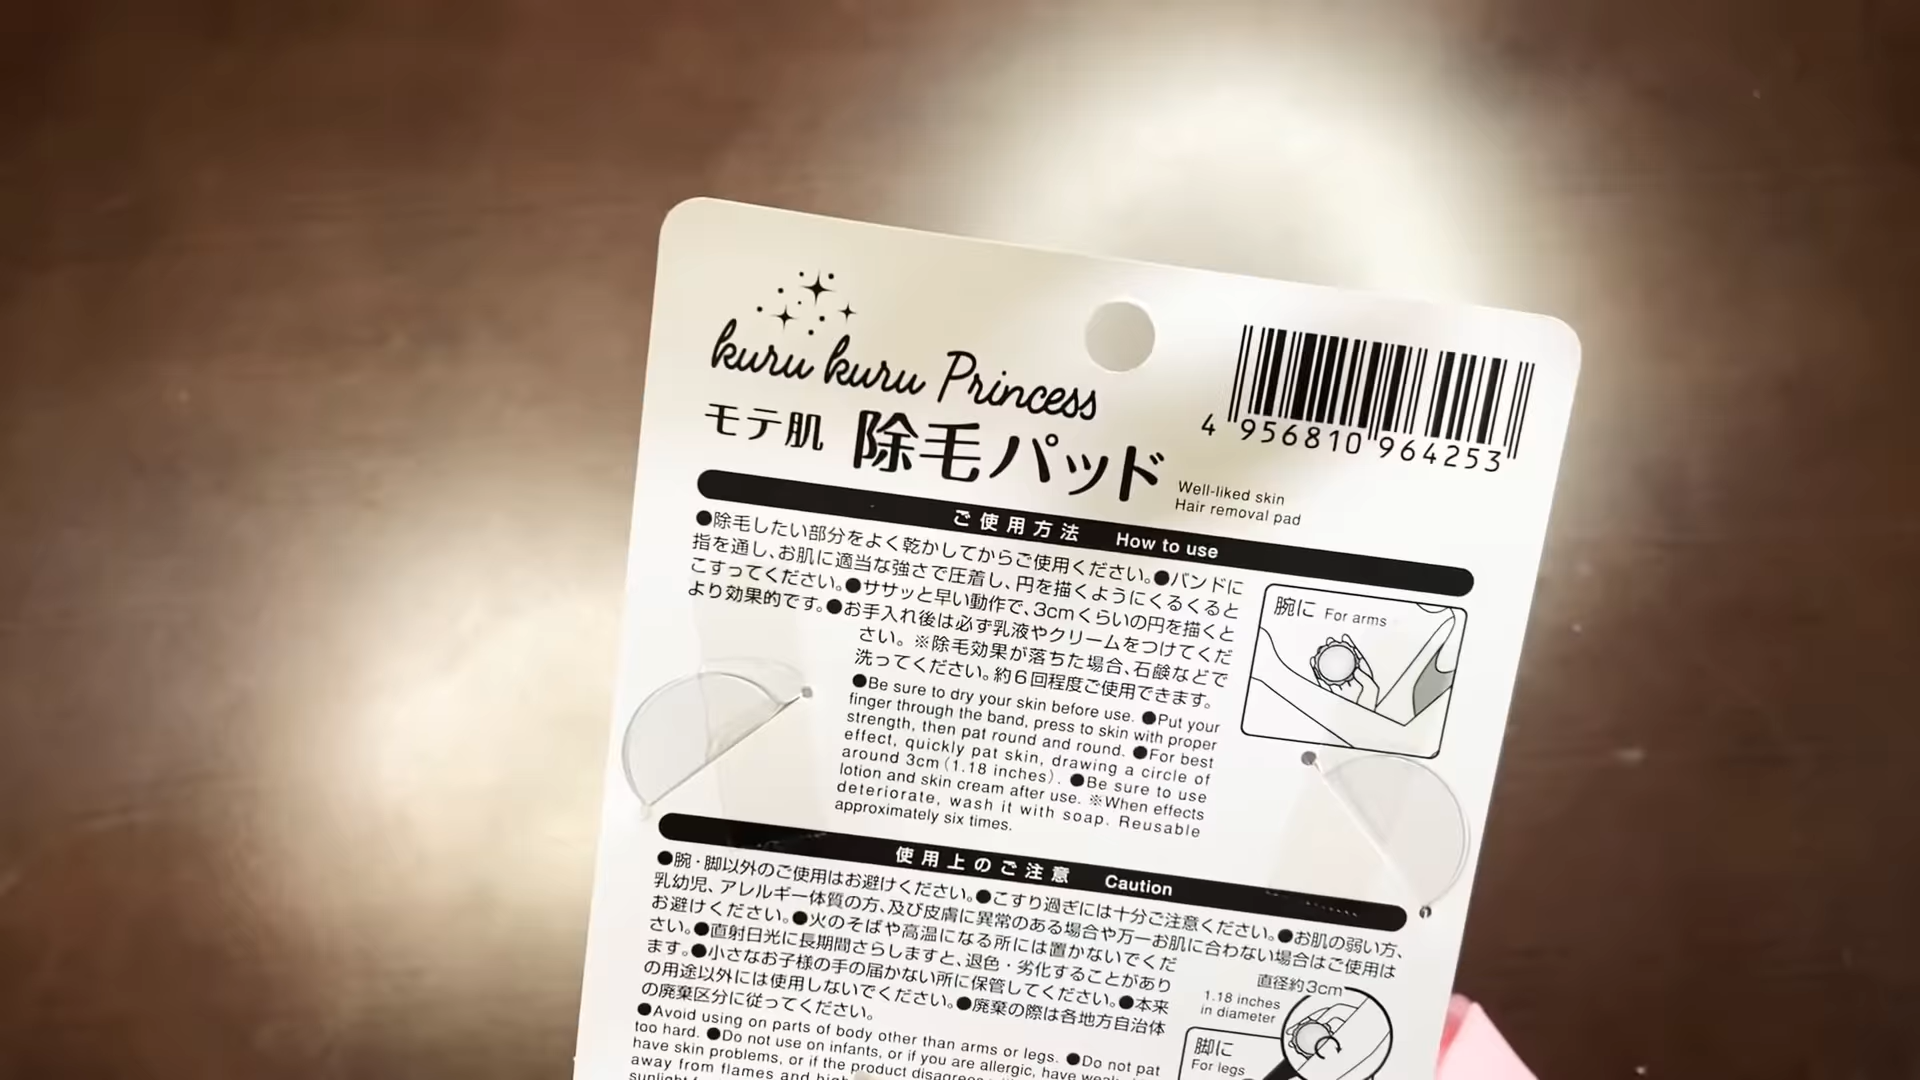 kuru kuru Princess
モテ肌 除毛パッド
Well-liked skin
Hair removal pad
4 956810 964253
ご使用方法 How to use
●除毛したい部分をよく乾かしてからご使用ください。●バンドに
指を通し、お肌に適当な強さで圧着し、円を描くようにくるくると
こすってください。●ササッと早い動作で、3cmくらいの円を描くと
より効果的です。●お手入れ後は必ず乳液やクリームをつけてくだ
さい。※除毛効果が落ちた場合、石鹸などで
洗ってください。約6回程度ご使用できます。
●Be sure to dry your skin before use. ●Put your
finger through the band, press to skin with proper
strength, then pat round and round. ●For best
effect, quickly pat skin, drawing a circle of
around 3cm (1.18 inches). ●Be sure to use
lotion and skin cream after use. ※When effects
deteriorate, wash it with soap. Reusable
approximately six times.
腕に For arms
使用上のご注意 Caution
●腕・脚以外のご使用はお避けください。●こすり過ぎには十分ご注意ください。●お肌の弱い方、
乳幼児、アレルギー体質の方、及び皮膚に異常のある場合や万一お肌に合わない場合はご使用は
お避けください。●火のそばや高温になる所には置かないでくだ
さい。●直射日光に長期間さらしますと、退色・劣化することがあり
ます。●小さなお子様の手の届かない所に保管してください。●本来
の用途以外には使用しないでください。●廃棄の際は各地方自治体
の廃棄区分に従ってください。
●Avoid using on parts of body other than arms or legs. ●Do not pat
too hard. ●Do not use on infants, or if you are allergic, have
have skin problems, or if the product
away from flames and
直径約3cm
1.18 inches
in diameter
脚に
For legs